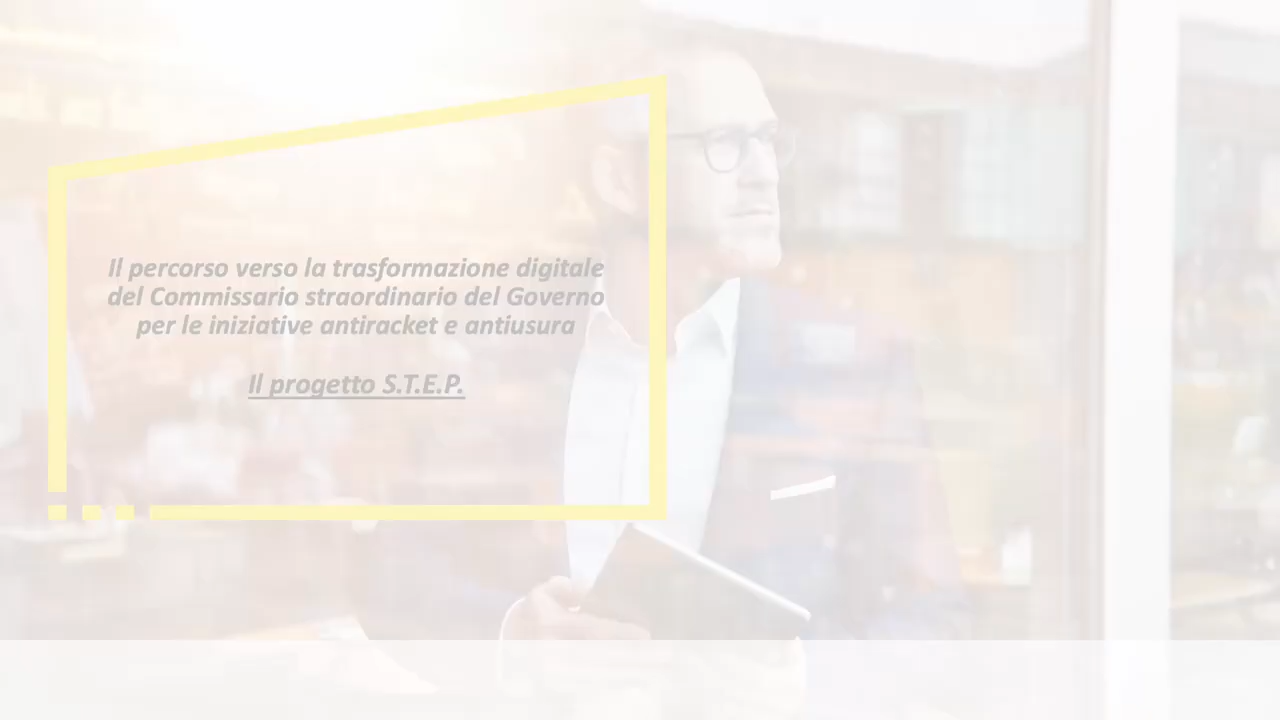 Il percorso verso la trasformazione digitale
del Commissario straordinario del Governo
per le iniziative antiracket e antiusura
Il progetto S.T.E.P.